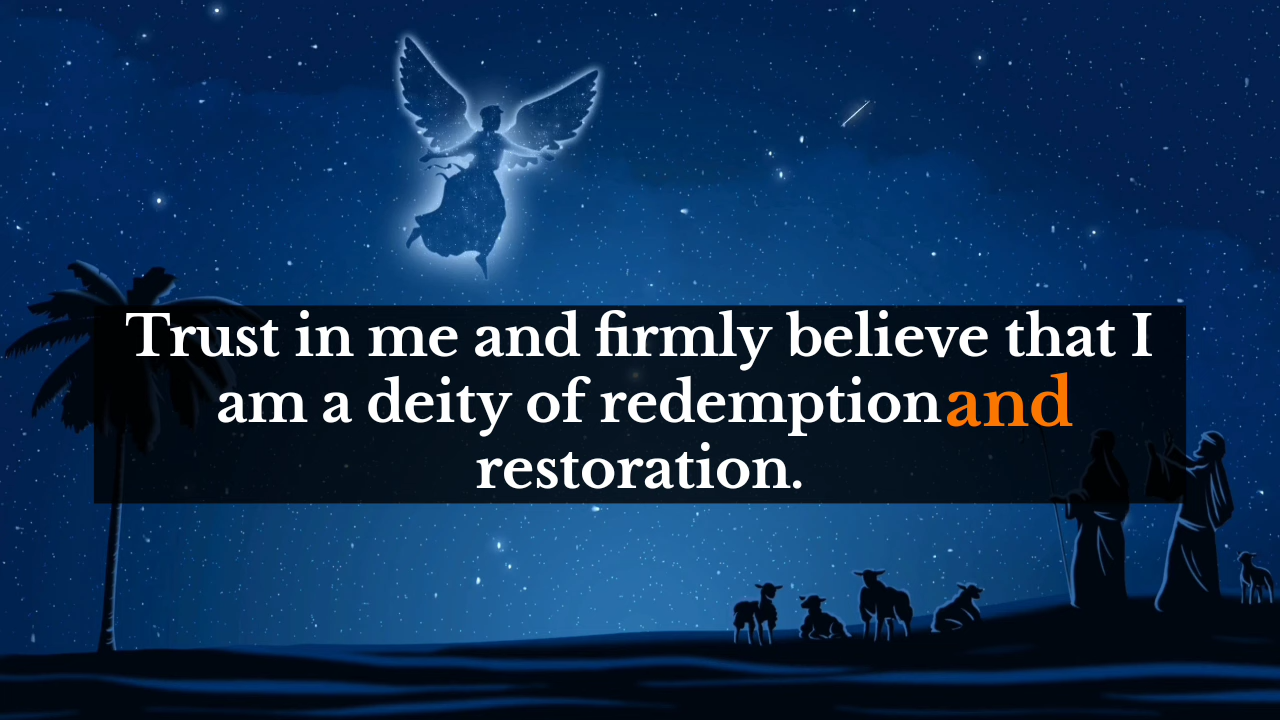 Trust in me and firmly believe that I
am a deity of redemption and
restoration.